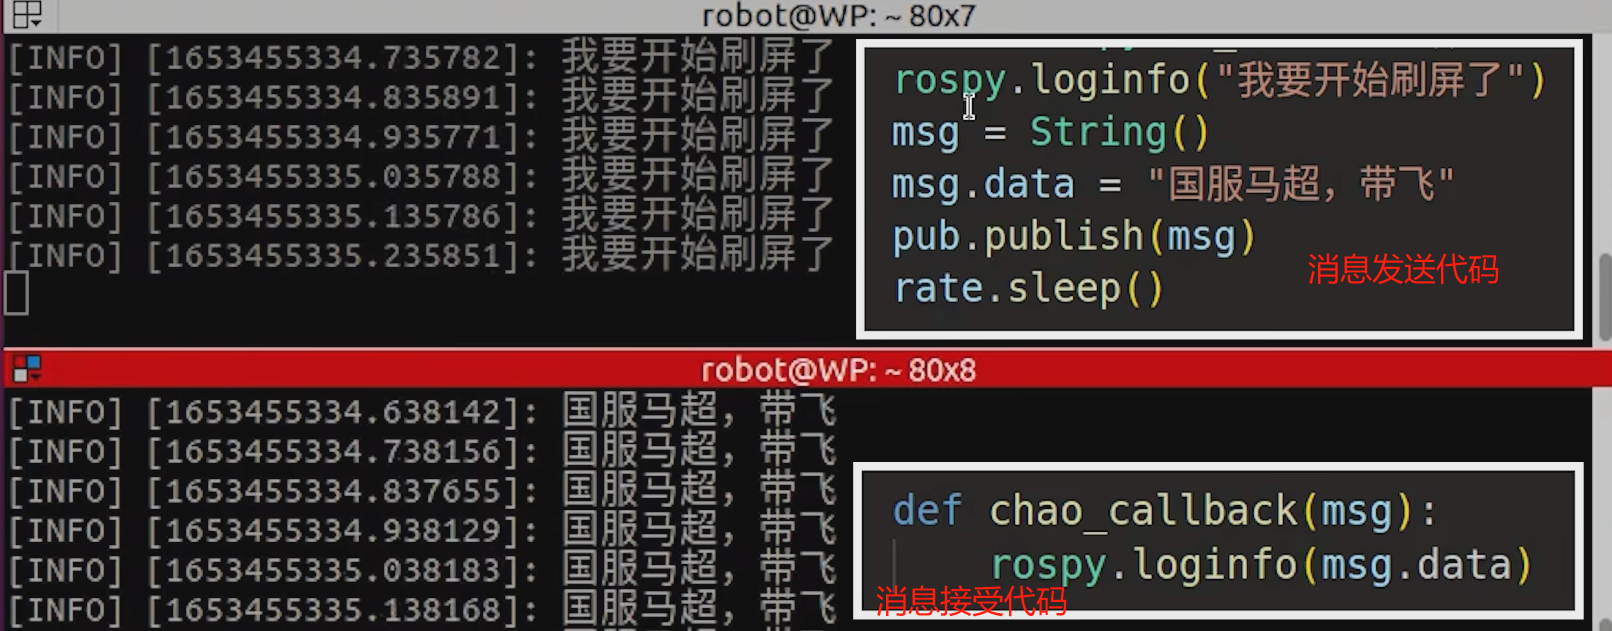 robot@WP: ~ 80x7
[INFO] [1653455334.735782]: 我要开始刷屏了
[INFO] [1653455334.835891]: 我要开始刷屏了
[INFO] [1653455334.935771]: 我要开始刷屏了
[INFO] [1653455335.035788]: 我要开始刷屏了
[INFO] [1653455335.135786]: 我要开始刷屏了
[INFO] [1653455335.235851]: 我要开始刷屏了
rospy.loginfo("我要开始刷屏了")
msg = String()
msg.data = "国服马超，带飞"
pub.publish(msg)
rate.sleep()
消息发送代码
robot@WP: ~ 80x8
[INFO] [1653455334.638142]: 国服马超，带飞
[INFO] [1653455334.738156]: 国服马超，带飞
[INFO] [1653455334.837655]: 国服马超，带飞
[INFO] [1653455334.938129]: 国服马超，带飞
[INFO] [1653455335.038183]: 国服马超，带飞
[INFO] [1653455335.138168]: 国服马超，带飞
def chao_callback(msg):
rospy.loginfo(msg.data)
消息接受代码